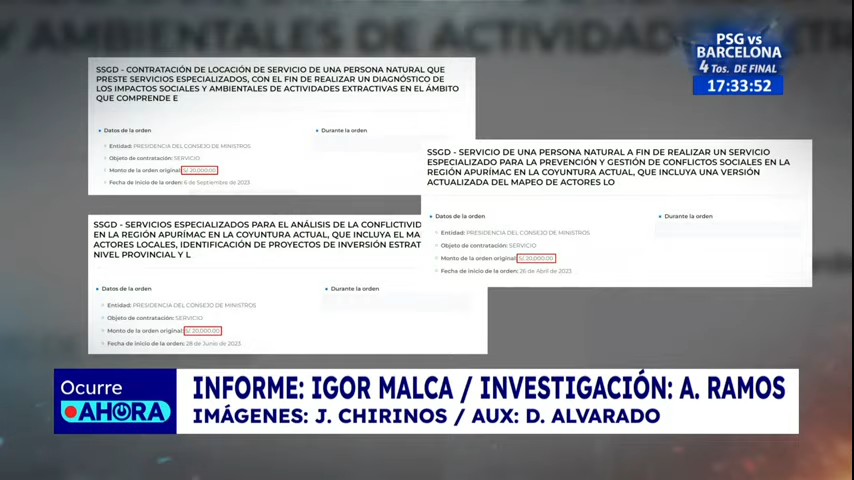 Y AMBIENTALES DE ACTIVIDADES EXTR
PSG vs
BARCELONA
4 Tos. DE FINAL
17:33:52
SSGD - CONTRATACIÓN DE LOCACIÓN DE SERVICIO DE UNA PERSONA NATURAL QUE
PRESTE SERVICIOS ESPECIALIZADOS, CON EL FIN DE REALIZAR UN DIAGNÓSTICO DE
LOS IMPACTOS SOCIALES Y AMBIENTALES DE ACTIVIDADES EXTRACTIVAS EN EL ÁMBITO
QUE COMPRENDE E
Datos de la orden
Durante la orden
Entidad: PRESIDENCIA DEL CONSEJO DE MINISTROS
Objeto de contratación: SERVICIO
Monto de la orden original: S/ 20,000.00
Fecha de inicio de la orden: 6 de Septiembre de 2023
SSGD - SERVICIO DE UNA PERSONA NATURAL A FIN DE REALIZAR UN SERVICIO
ESPECIALIZADO PARA LA PREVENCIÓN Y GESTIÓN DE CONFLICTOS SOCIALES EN LA
REGIÓN APURÍMAC EN LA COYUNTURA ACTUAL, QUE INCLUYA UNA VERSIÓN
ACTUALIZADA DEL MAPEO DE ACTORES LO
Datos de la orden
Durante la orden
Entidad: PRESIDENCIA DEL CONSEJO DE MINISTROS
Objeto de contratación: SERVICIO
Monto de la orden original: S/ 20,000.00
Fecha de inicio de la orden: 26 de Abril de 2023
SSGD - SERVICIOS ESPECIALIZADOS PARA EL ANÁLISIS DE LA CONFLICTIVID
EN LA REGIÓN APURÍMAC EN LA COYUNTURA ACTUAL, QUE INCLUYA EL MA
ACTORES LOCALES, IDENTIFICACIÓN DE PROYECTOS DE INVERSIÓN ESTRAT
NIVEL PROVINCIAL Y L
Datos de la orden
Durante la orden
Entidad: PRESIDENCIA DEL CONSEJO DE MINISTROS
Objeto de contratación: SERVICIO
Monto de la orden original: S/ 20,000.00
Fecha de inicio de la orden: 28 de Junio de 2023
Ocurre
AHORA
INFORME: IGOR MALCA / INVESTIGACIÓN: A. RAMOS
IMÁGENES: J. CHIRINOS / AUX: D. ALVARADO